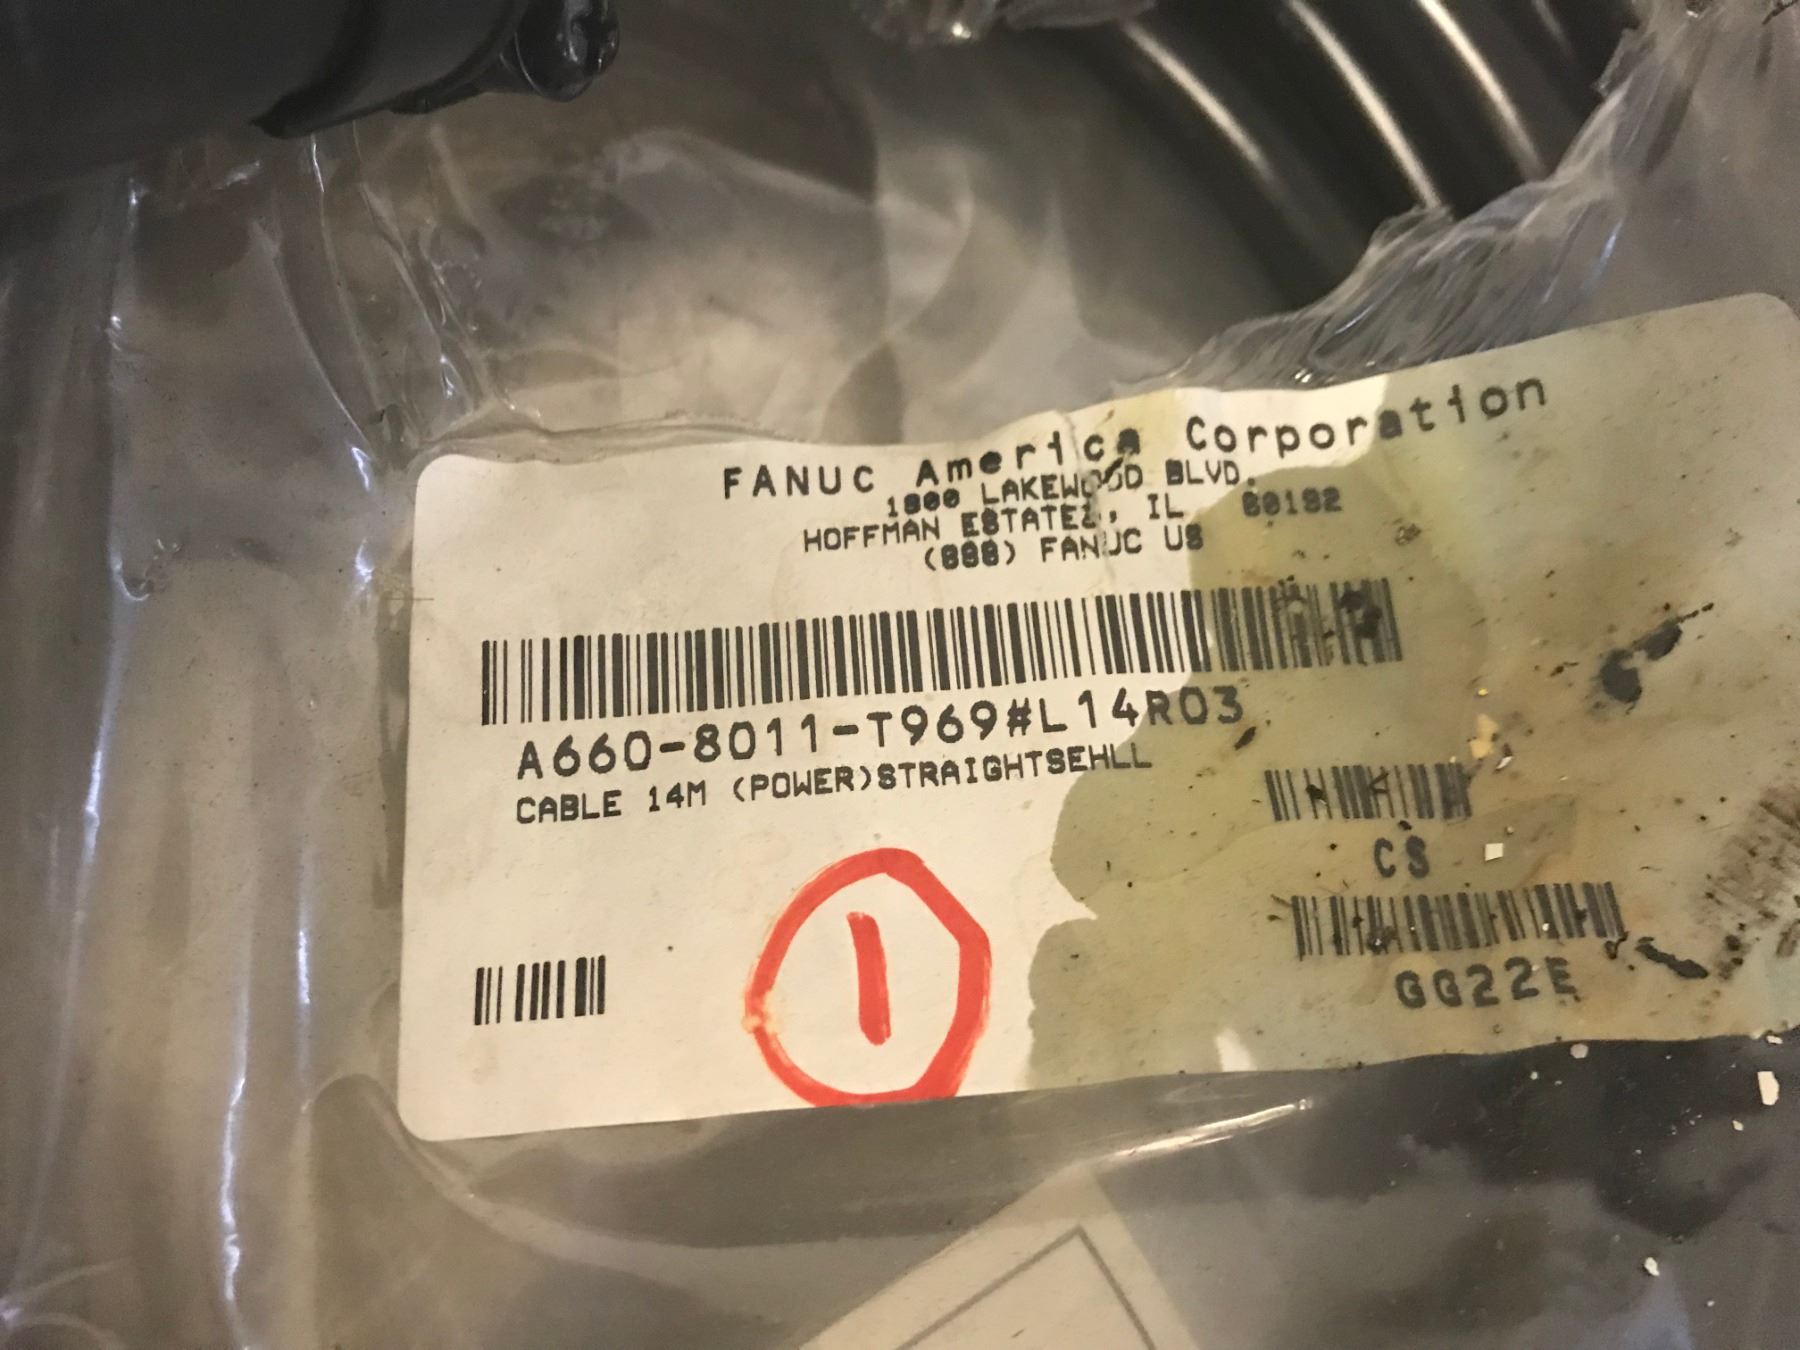 FANUC America Corporation
1800 LAKEWOOD BLVD.
HOFFMAN ESTATES, IL 60192
(888) FANUC US
A660-8011-T969#L14R03
CABLE 14M (POWER)STRAIGHTSEHLL
1
CS
GG22E